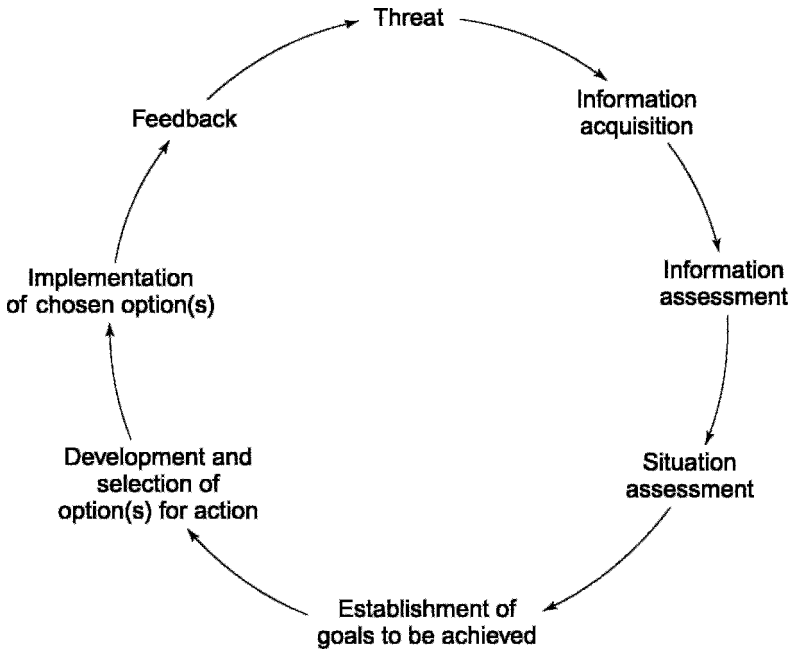 Threat
Information
acquisition
Information
assessment
Situation
assessment
Establishment of
goals to be achieved
Development and
selection of
option(s) for action
Implementation
of chosen option(s)
Feedback